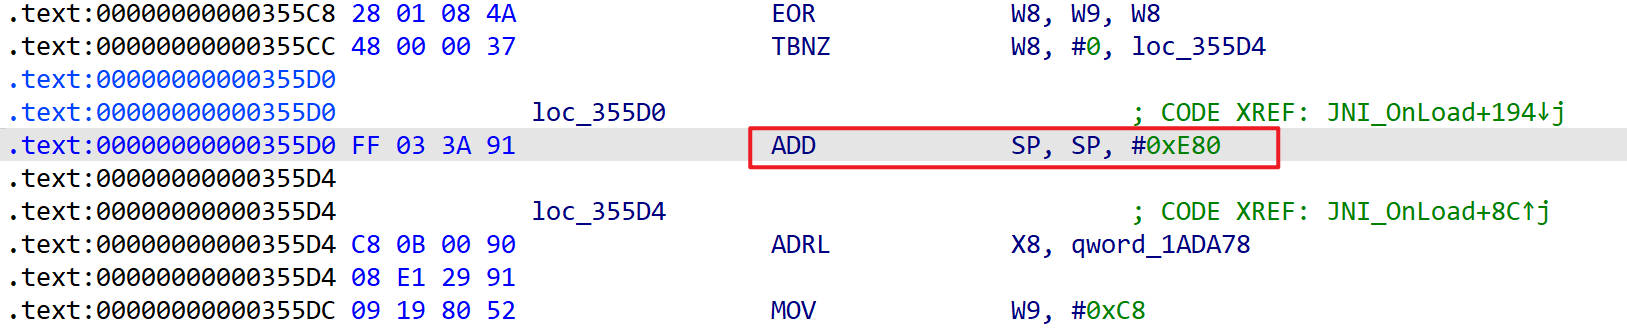 .text:00000000000355C8 28 01 08 4A EOR W8, W9, W8
.text:00000000000355CC 48 00 00 37 TBNZ W8, #0, loc_355D4
.text:00000000000355D0
.text:00000000000355D0 loc_355D0 ; CODE XREF: JNI_OnLoad+194↓j
.text:00000000000355D0 FF 03 3A 91 ADD SP, SP, #0xE80
.text:00000000000355D4
.text:00000000000355D4 loc_355D4 ; CODE XREF: JNI_OnLoad+8C↑j
.text:00000000000355D4 C8 0B 00 90 ADRL X8, qword_1ADA78
.text:00000000000355D4 08 E1 29 91
.text:00000000000355DC 09 19 80 52 MOV W9, #0xC8